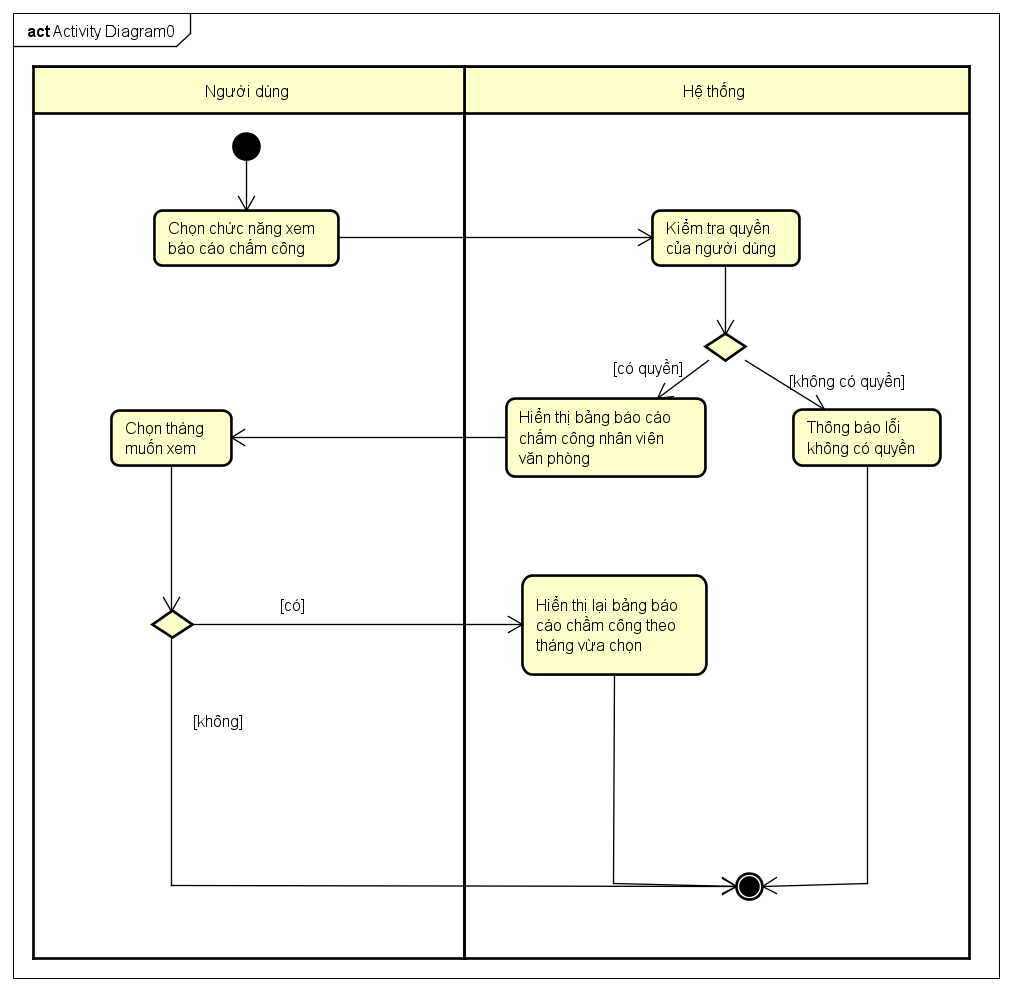 act Activity Diagram0
Người dùng
Hệ thống
Chọn chức năng xem
báo cáo chấm công
Kiểm tra quyền
của người dùng
[có quyền]
[không có quyền]
Hiển thị bảng báo cáo
chấm công nhân viên
văn phòng
Thông báo lỗi
không có quyền
Chọn tháng
muốn xem
[có]
Hiển thị lại bảng báo
cáo chầm công theo
tháng vừa chọn
[không]